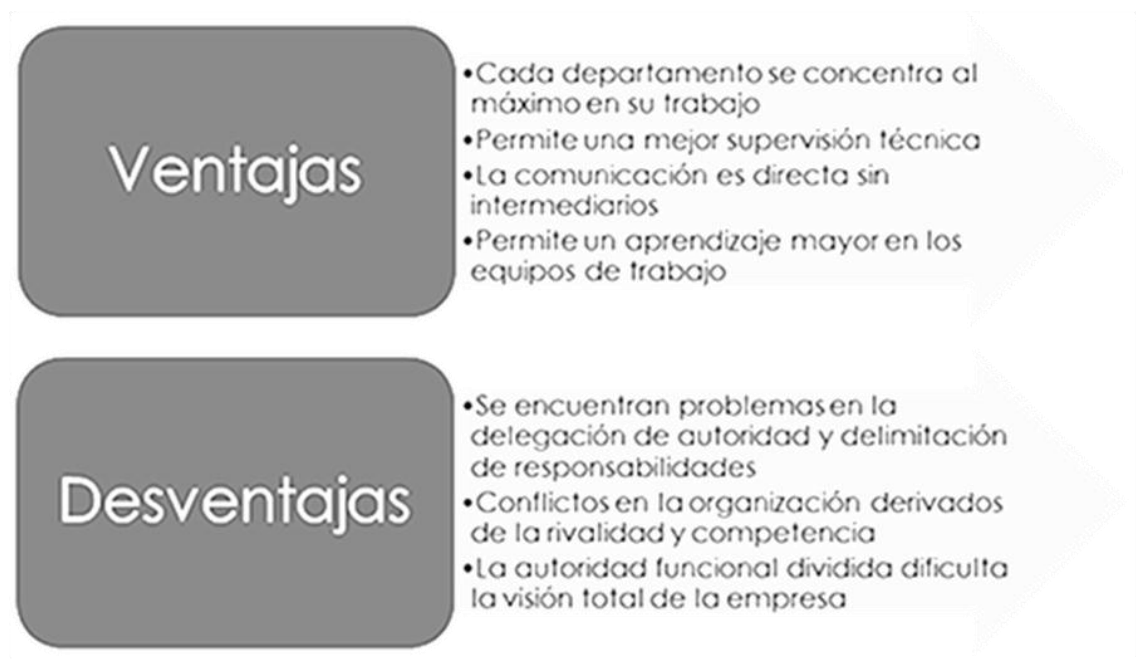 Ventajas
•Cada departamento se concentra al
máximo en su trabajo
•Permite una mejor supervisión técnica
•La comunicación es directa sin
intermediarios
•Permite un aprendizaje mayor en los
equipos de trabajo
Desventajas
•Se encuentran problemas en la
delegación de autoridad y delimitación
de responsabilidades
•Conflictos en la organización derivados
de la rivalidad y competencia
•La autoridad funcional dividida dificulta
la visión total de la empresa